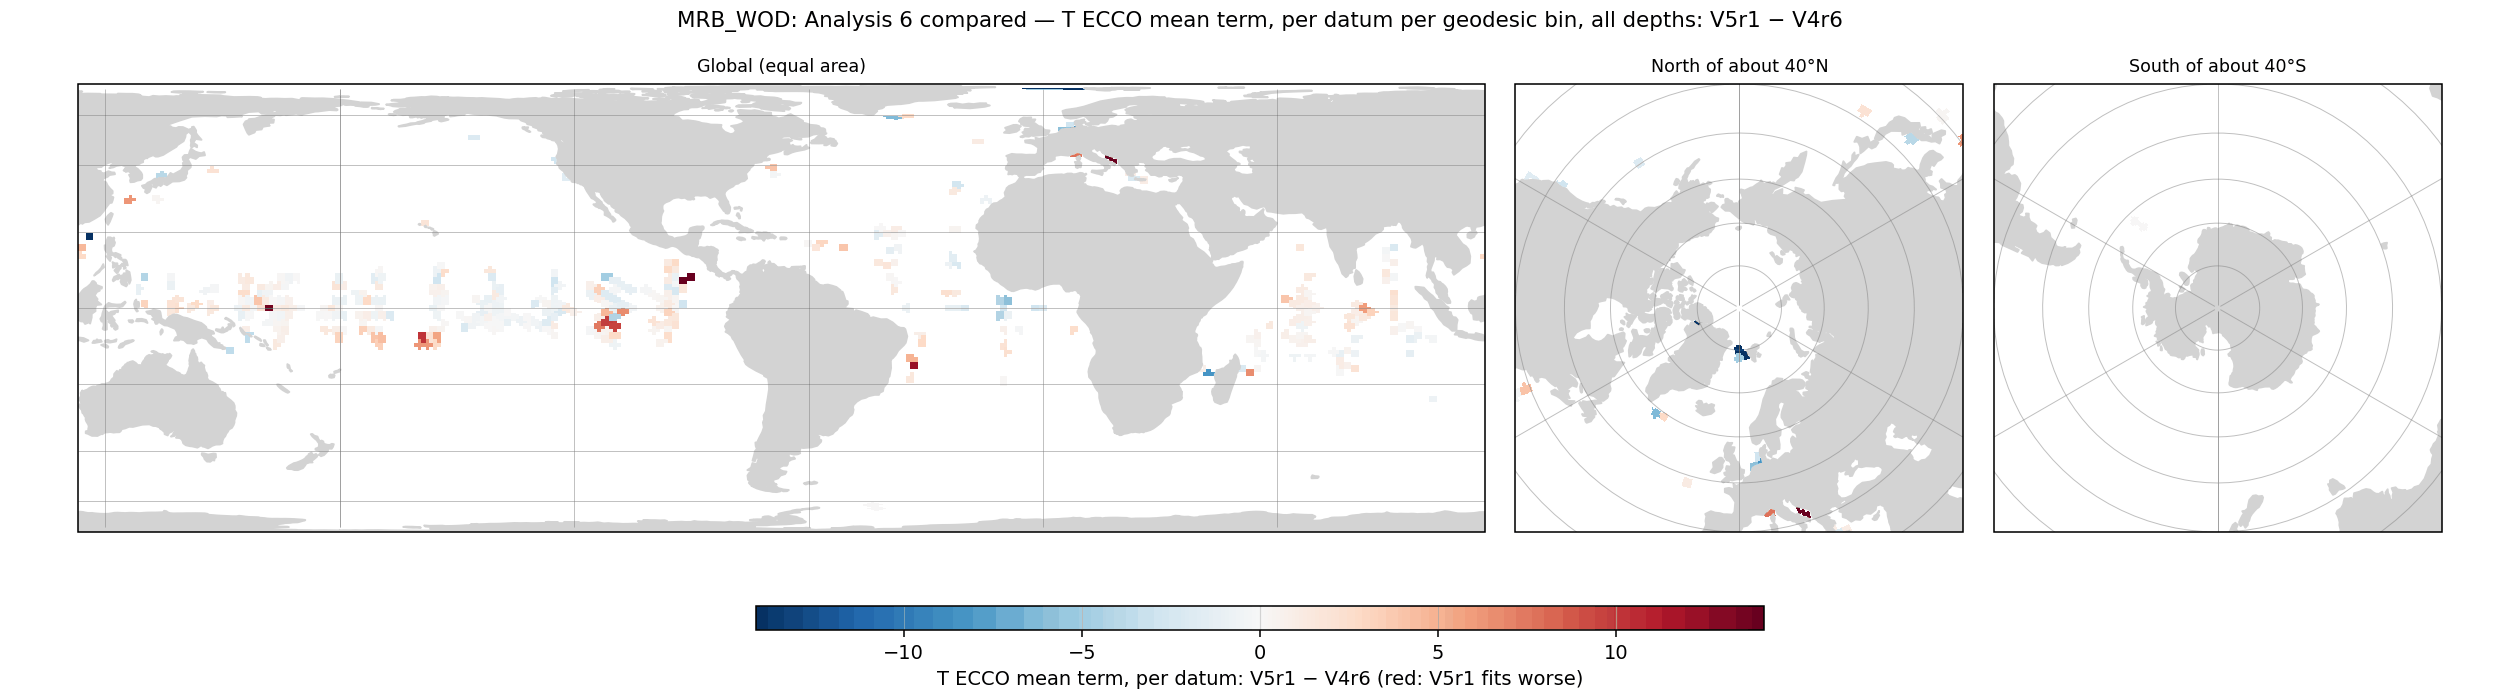 MRB_WOD: Analysis 6 compared — T ECCO mean term, per datum per geodesic bin, all depths: V5r1 − V4r6
Global (equal area)
North of about 40°N
South of about 40°S
−10
−5
0
5
10
T ECCO mean term, per datum: V5r1 − V4r6 (red: V5r1 fits worse)